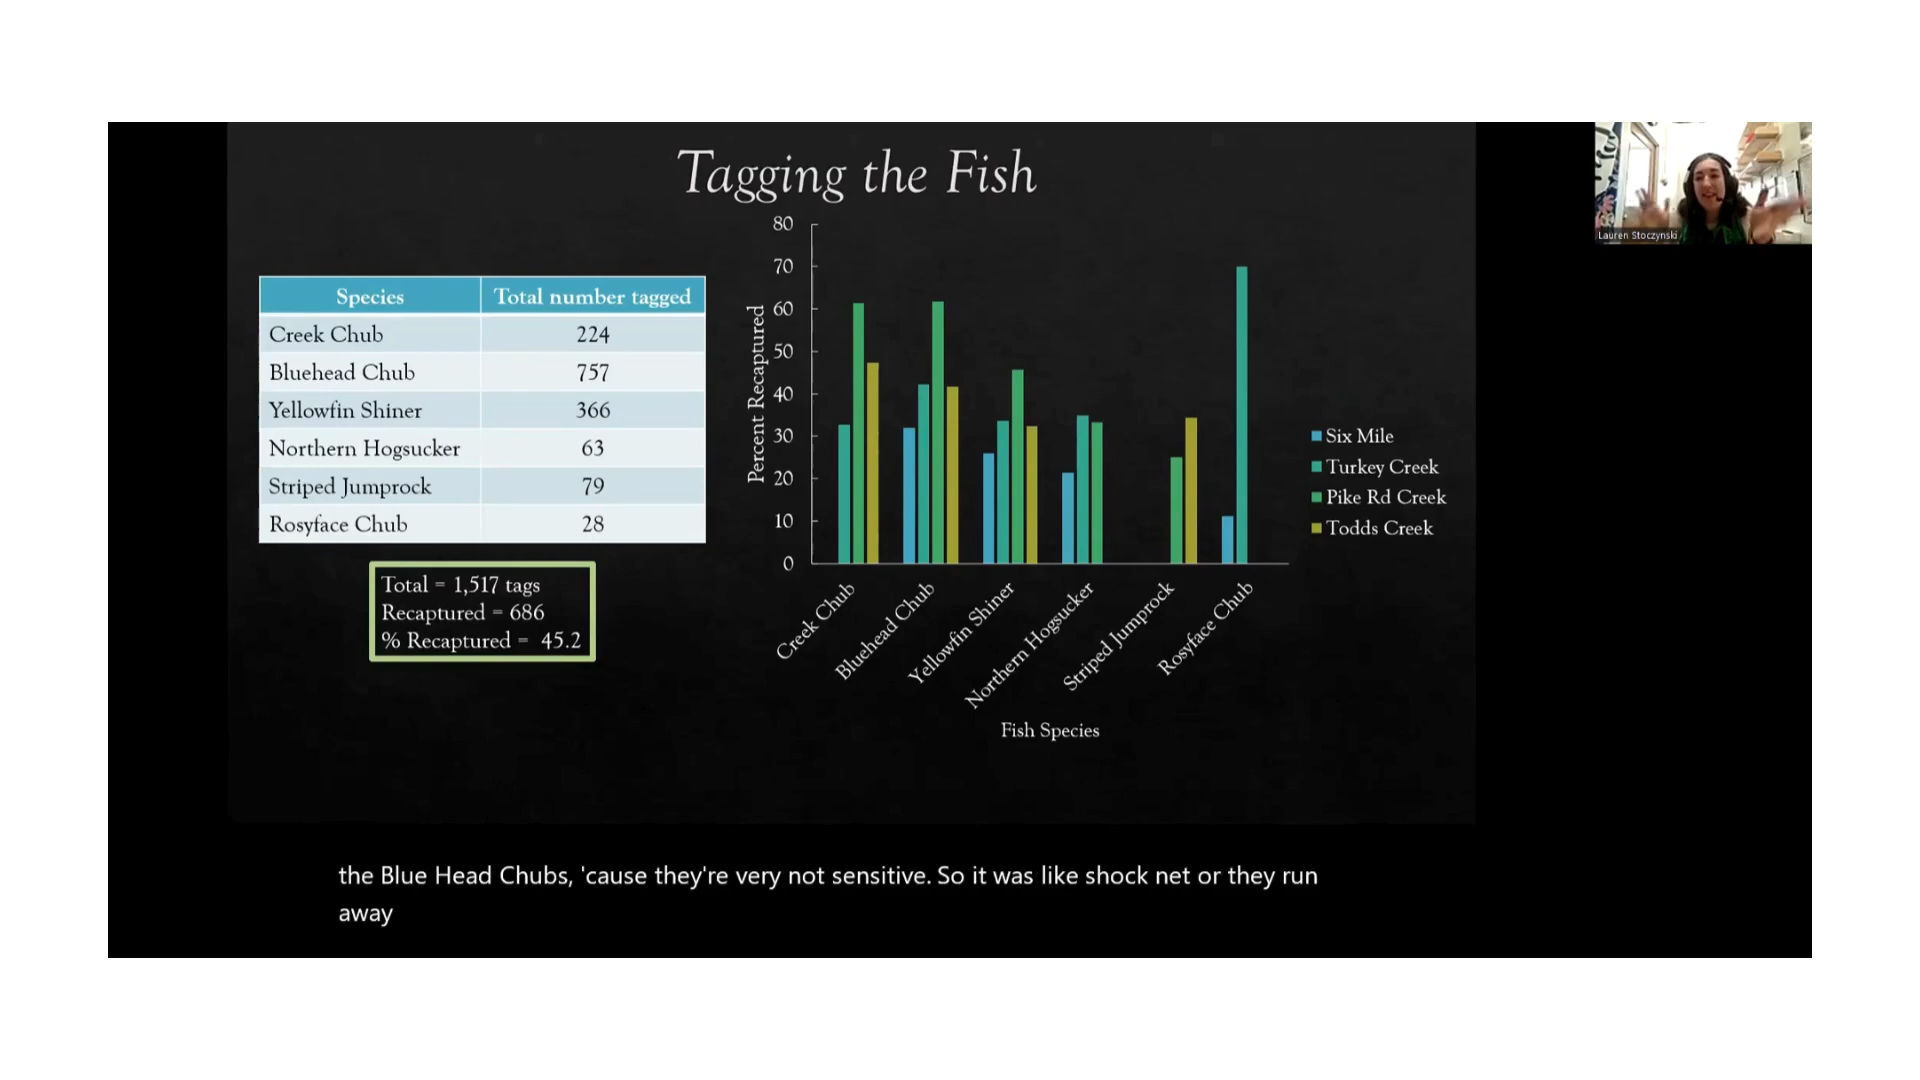 Tagging the Fish
Species Total number tagged
Creek Chub 224
Bluehead Chub 757
Yellowfin Shiner 366
Northern Hogsucker 63
Striped Jumprock 79
Rosyface Chub 28
Total = 1,517 tags
Recaptured = 686
% Recaptured = 45.2
Percent Recaptured
80
70
60
50
40
30
20
10
0
Creek Chub
Bluehead Chub
Yellowfin Shiner
Northern Hogsucker
Striped Jumprock
Rosyface Chub
Fish Species
Six Mile
Turkey Creek
Pike Rd Creek
Todds Creek
Lauren Stoczynski
the Blue Head Chubs, 'cause they're very not sensitive. So it was like shock net or they run
away